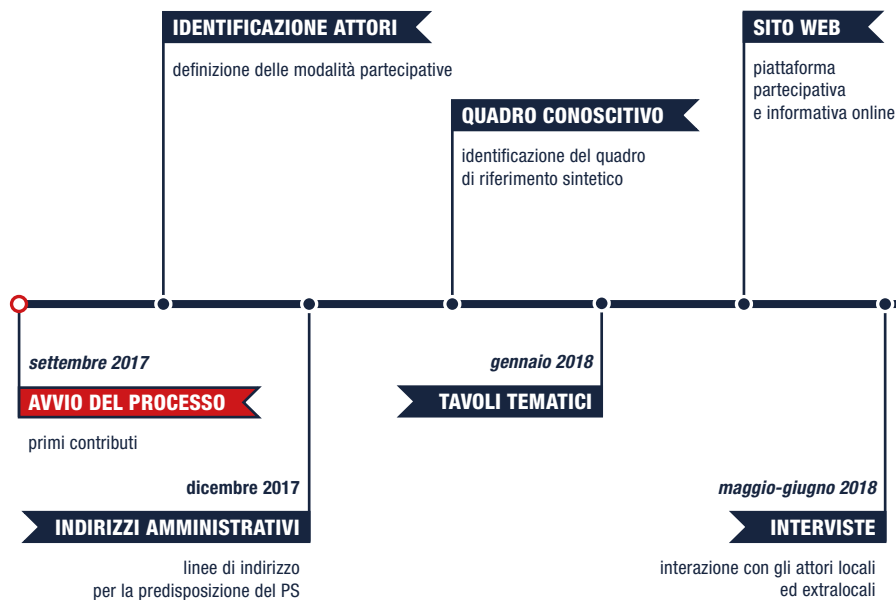 IDENTIFICAZIONE ATTORI
definizione delle modalità partecipative
QUADRO CONOSCITIVO
identificazione del quadro
di riferimento sintetico
SITO WEB
piattaforma
partecipativa
e informativa online
settembre 2017
AVVIO DEL PROCESSO
primi contributi
dicembre 2017
INDIRIZZI AMMINISTRATIVI
linee di indirizzo
per la predisposizione del PS
gennaio 2018
TAVOLI TEMATICI
maggio-giugno 2018
INTERVISTE
interazione con gli attori locali
ed extralocali